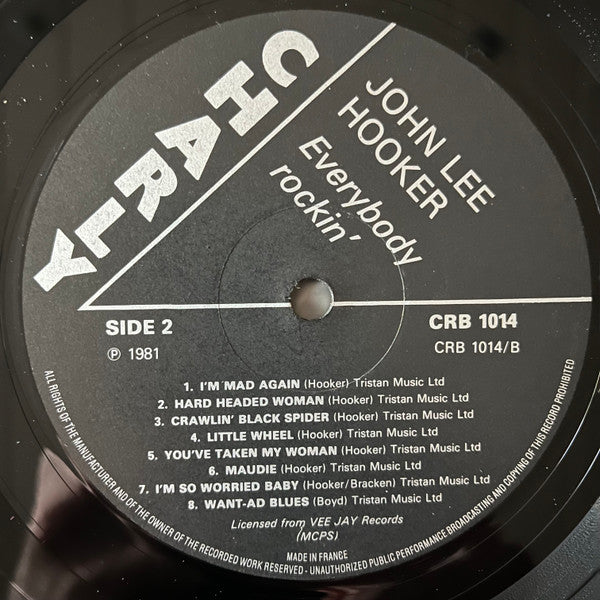 CHARLY
JOHN LEE
HOOKER
Everybody
rockin'
SIDE 2
℗ 1981
CRB 1014
CRB 1014/B
1. I'M MAD AGAIN (Hooker) Tristan Music Ltd
2. HARD HEADED WOMAN (Hooker) Tristan Music Ltd
3. CRAWLIN' BLACK SPIDER (Hooker) Tristan Music Ltd
4. LITTLE WHEEL (Hooker) Tristan Music Ltd
5. YOU'VE TAKEN MY WOMAN (Hooker) Tristan Music Ltd
6. MAUDIE (Hooker) Tristan Music Ltd
7. I'M SO WORRIED BABY (Hooker/Bracken) Tristan Music Ltd
8. WANT-AD BLUES (Boyd) Tristan Music Ltd
Licensed from VEE JAY Records
(MCPS)
MADE IN FRANCE
ALL RIGHTS OF THE MANUFACTURER AND OF THE OWNER OF THE RECORDED WORK RESERVED - UNAUTHORIZED PUBLIC PERFORMANCE BROADCASTING AND COPYING OF THIS RECORD PROHIBITED